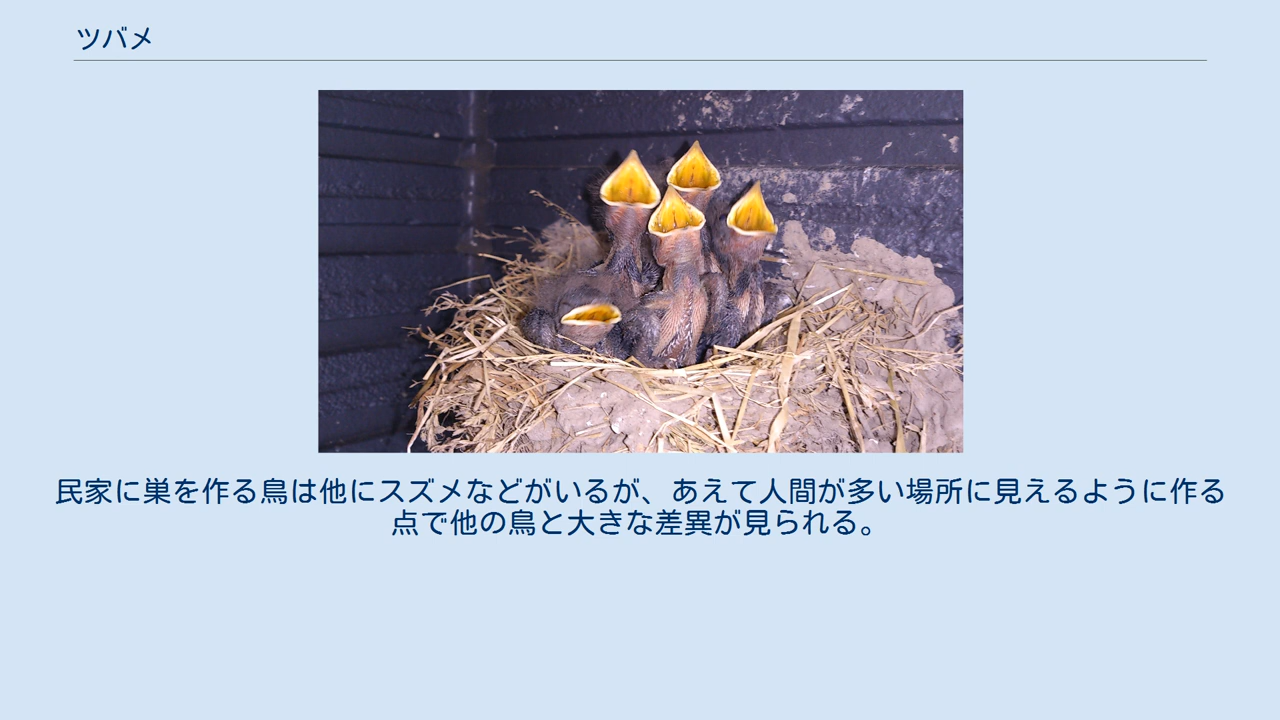 ツバメ
民家に巣を作る鳥は他にスズメなどがいるが、あえて人間が多い場所に見えるように作る
点で他の鳥と大きな差異が見られる。